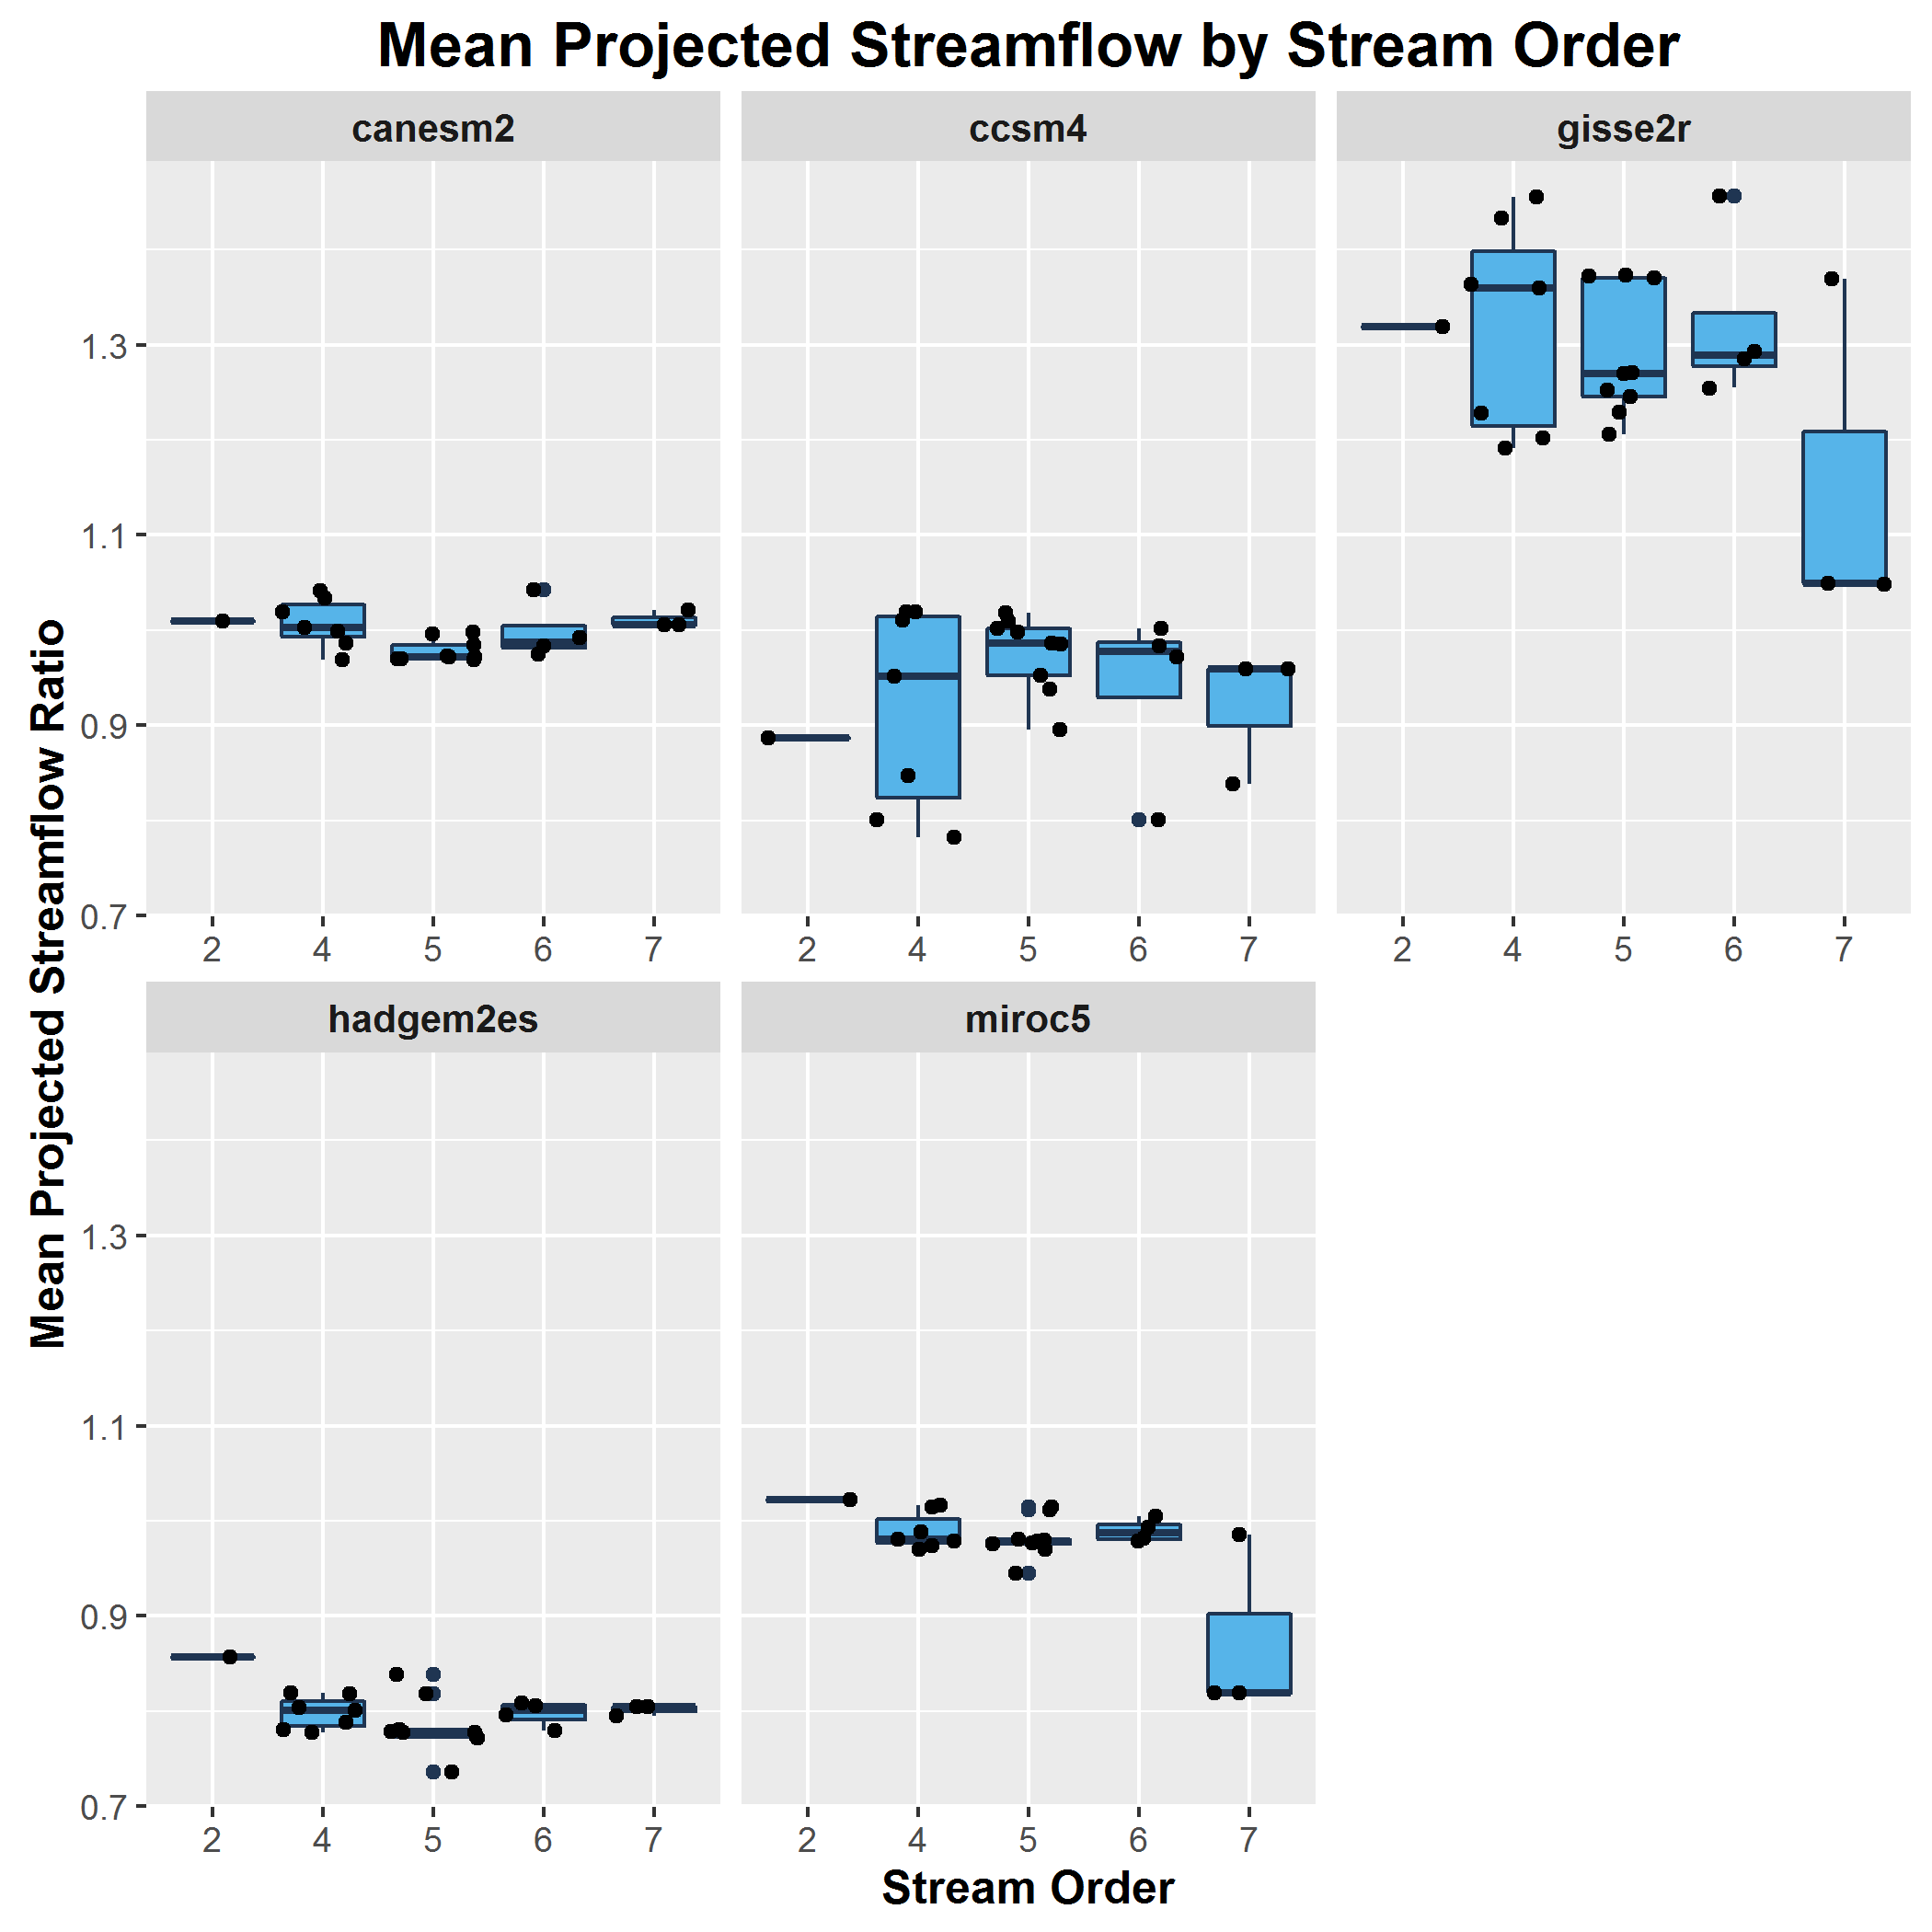 Mean Projected Streamflow by Stream Order
canesm2 ccsm4 gisse2r
Mean Projected Streamflow Ratio
1.3
1.1
0.9
0.7
2 4 5 6 7 2 4 5 6 7 2 4 5 6 7
hadgem2es miroc5
1.3
1.1
0.9
0.7
2 4 5 6 7 2 4 5 6 7
Stream Order